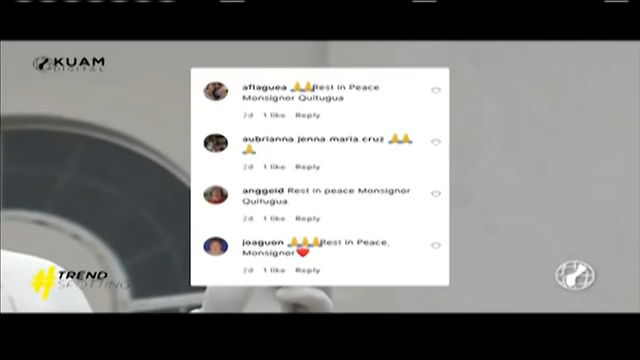 KUAM
DIGITAL
aflaguea 🙏🙏Rest in Peace
Monsignor Quitugua
2d 1 like Reply
aubrianna jenna maria cruz 🙏🙏
🙏
2d 1 like Reply
anggeid Rest in peace Monsignor
Quitugua
2d 1 like Reply
joaguon 🙏🙏🙏Rest in Peace,
Monsignor❤️
2d 1 like Reply
#TREND
SPOTTING